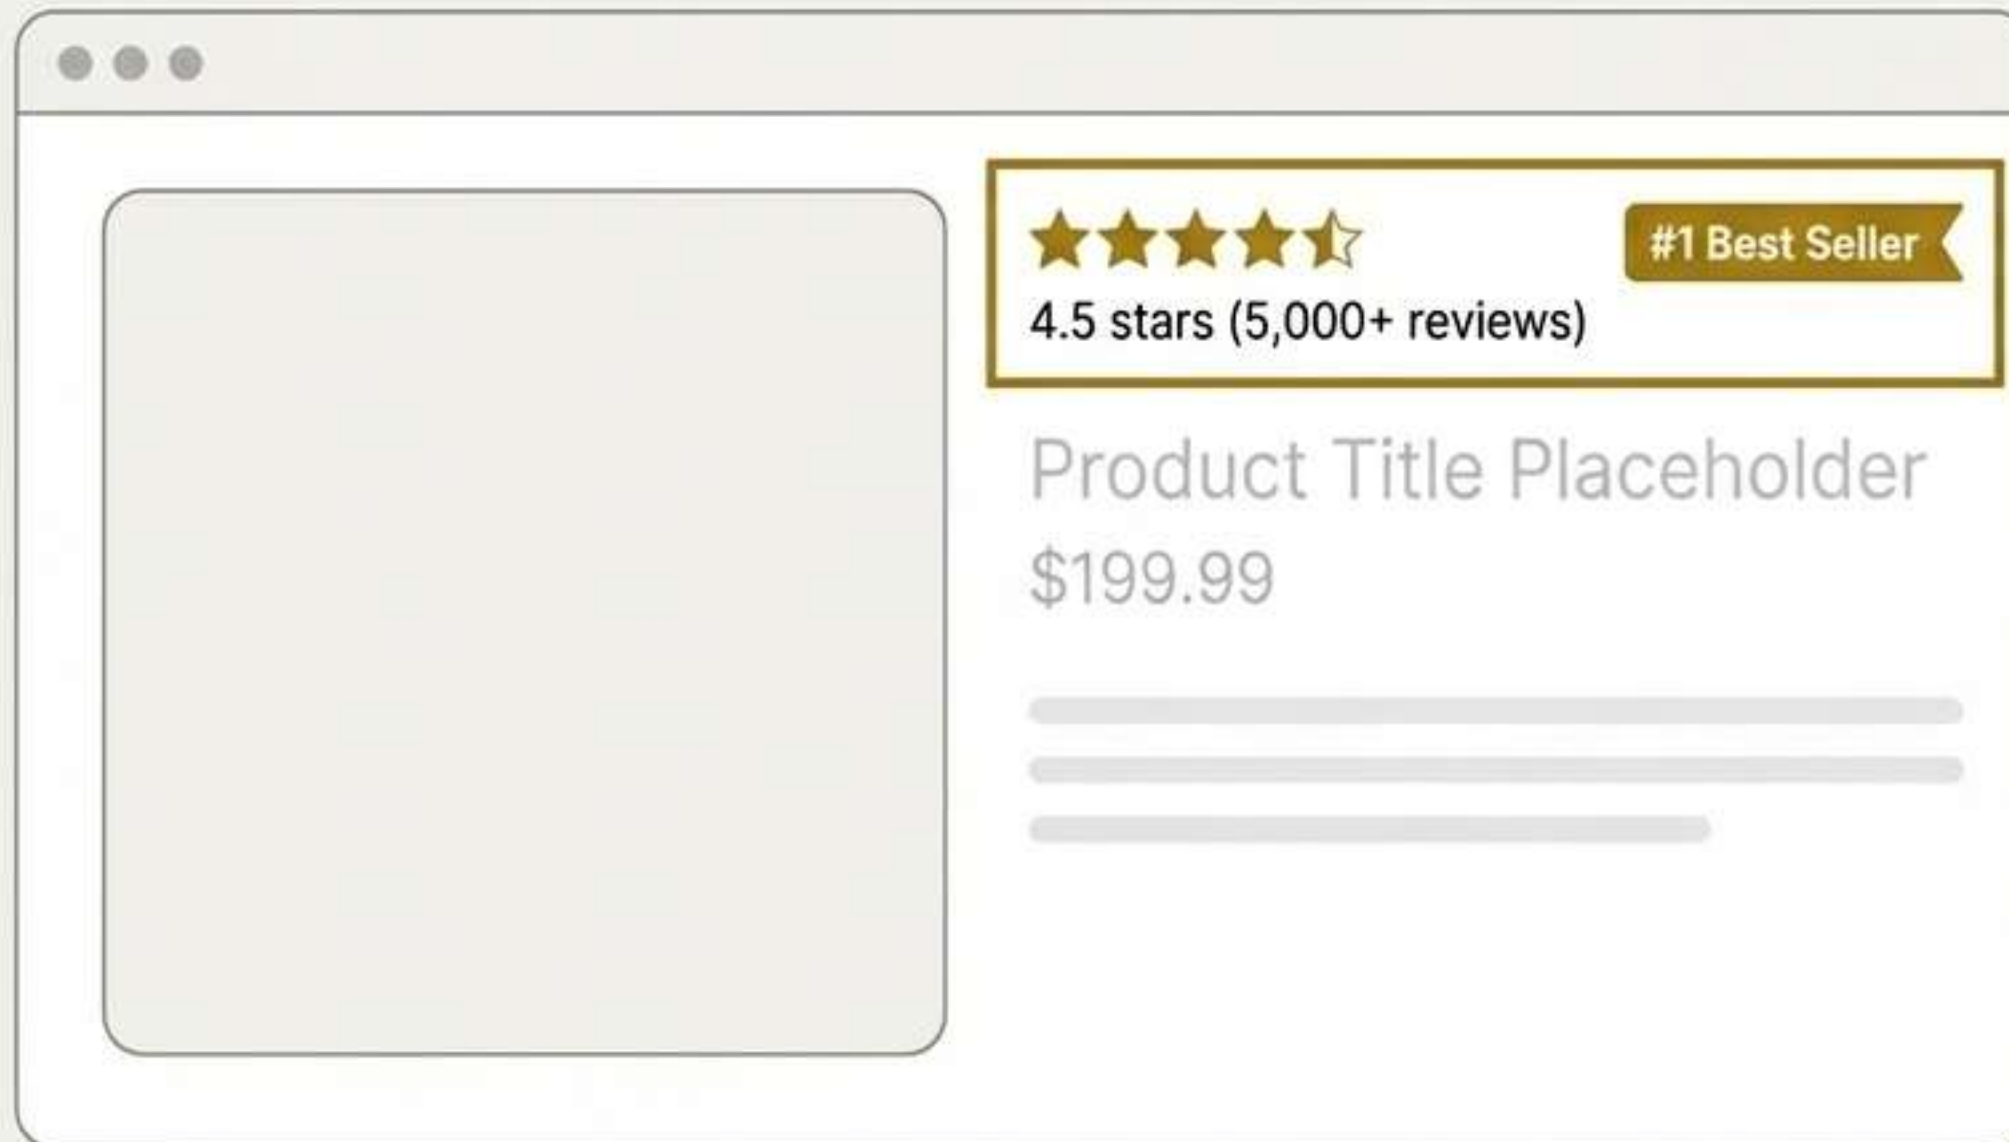 #1 Best Seller
4.5 stars (5,000+ reviews)
Product Title Placeholder
$199.99